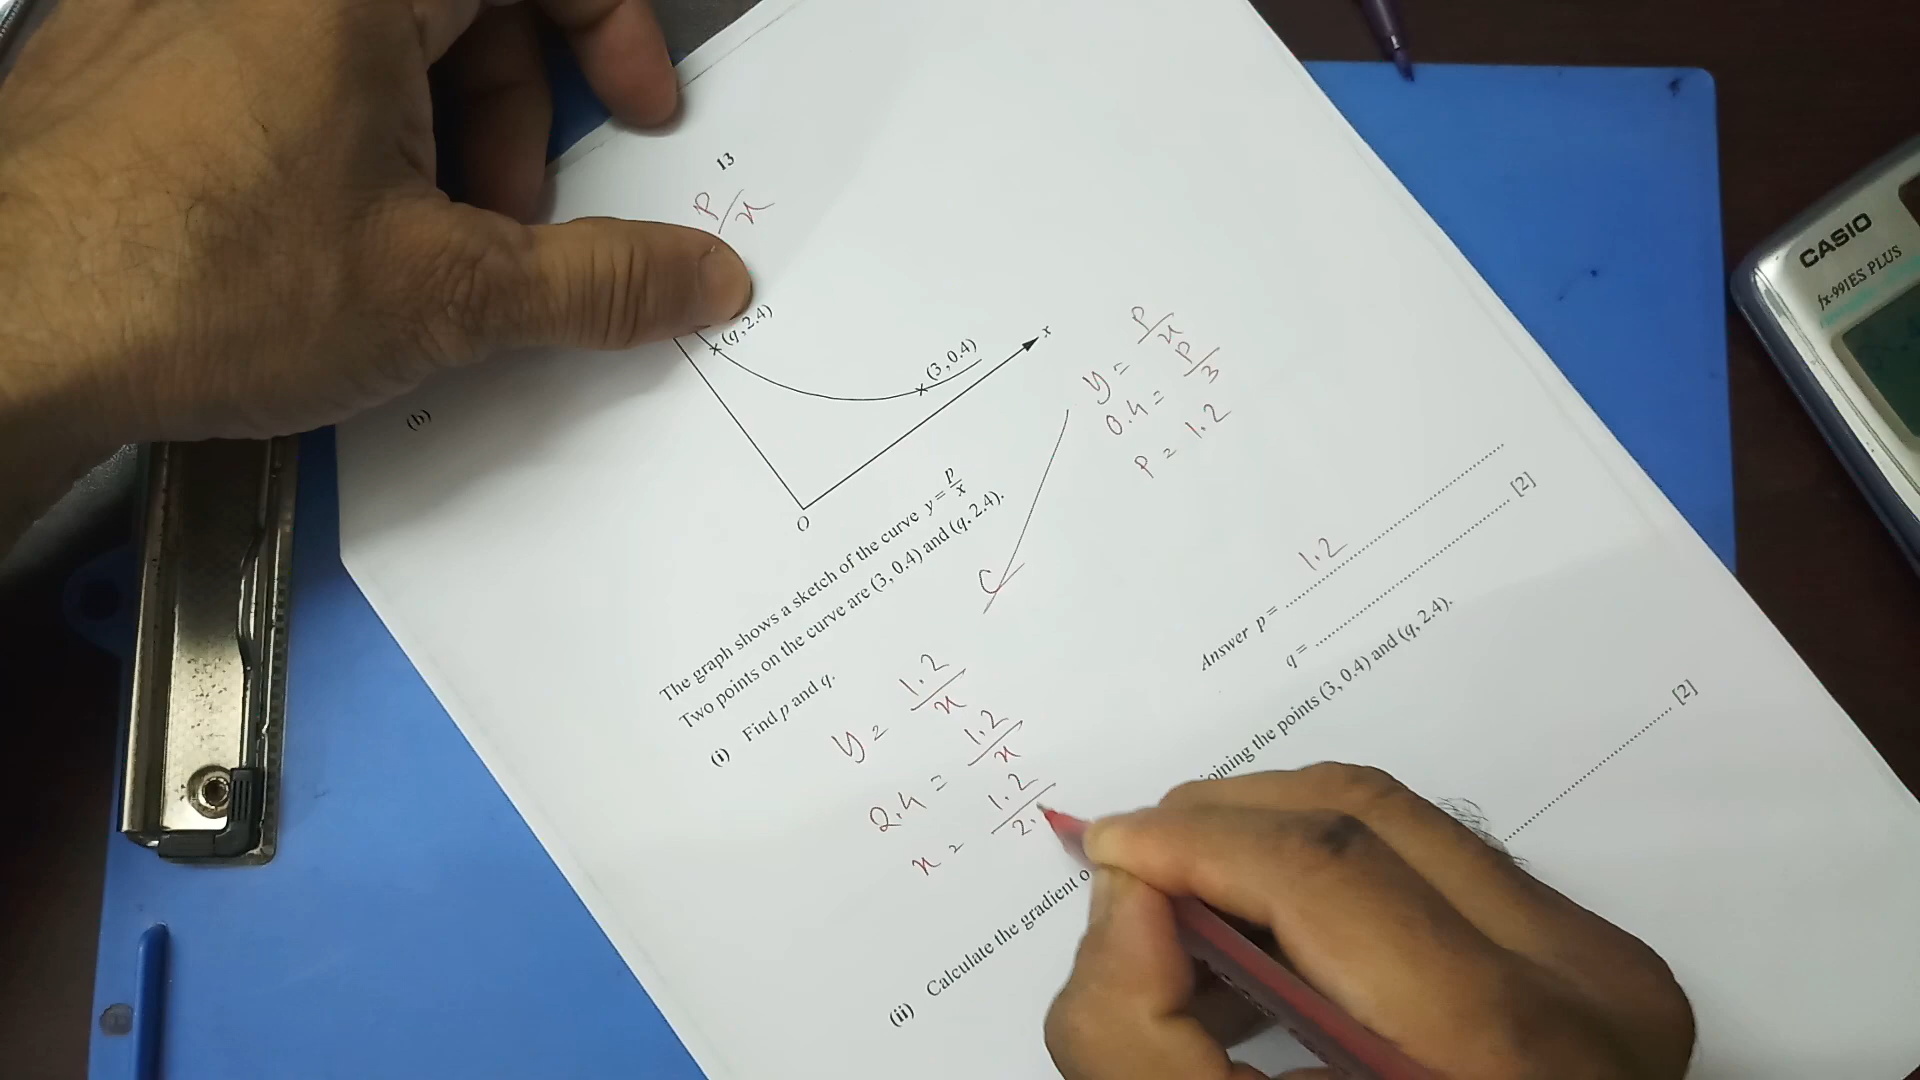 13
P/x
(q, 2.4)
(3, 0.4)
x
O
(b)
y = P/x
0.4 = P/3
P = 1.2
The graph shows a sketch of the curve y = p/x
Two points on the curve are (3, 0.4) and (q, 2.4).
(i) Find p and q.
y = 1.2/x
2.4 = 1.2/x
x = 1.2/2.
Answer p = 1.2
q = [2]
(ii) Calculate the gradient joining the points (3, 0.4) and (q, 2.4).
[2]
CASIO
fx-991ES PLUS